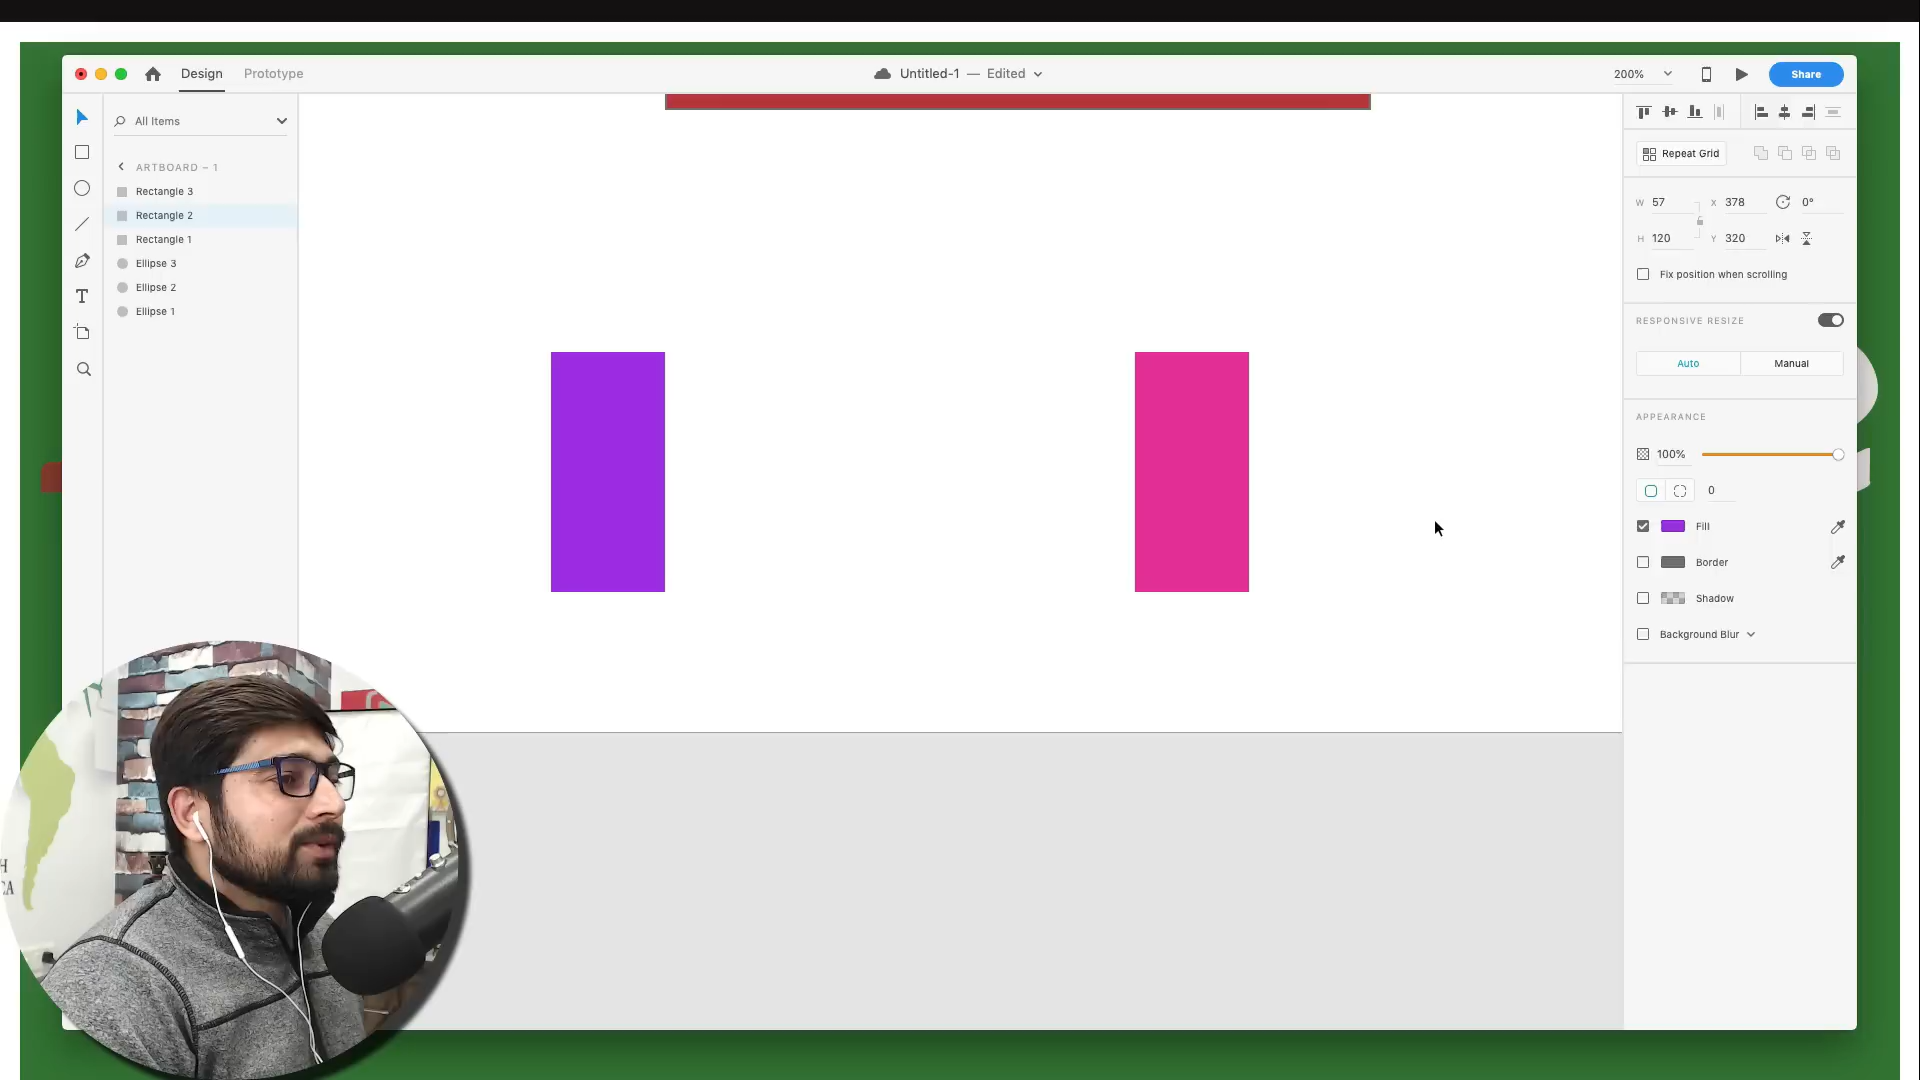 Design Prototype Untitled-1 — Edited 200% Share
All Items
ARTBOARD – 1
Rectangle 3
Rectangle 2
Rectangle 1
Ellipse 3
Ellipse 2
Ellipse 1
T
Repeat Grid
W 57 X 378 0°
H 120 Y 320
Fix position when scrolling
RESPONSIVE RESIZE
Auto Manual
APPEARANCE
100%
0
Fill
Border
Shadow
Background Blur
H
CA